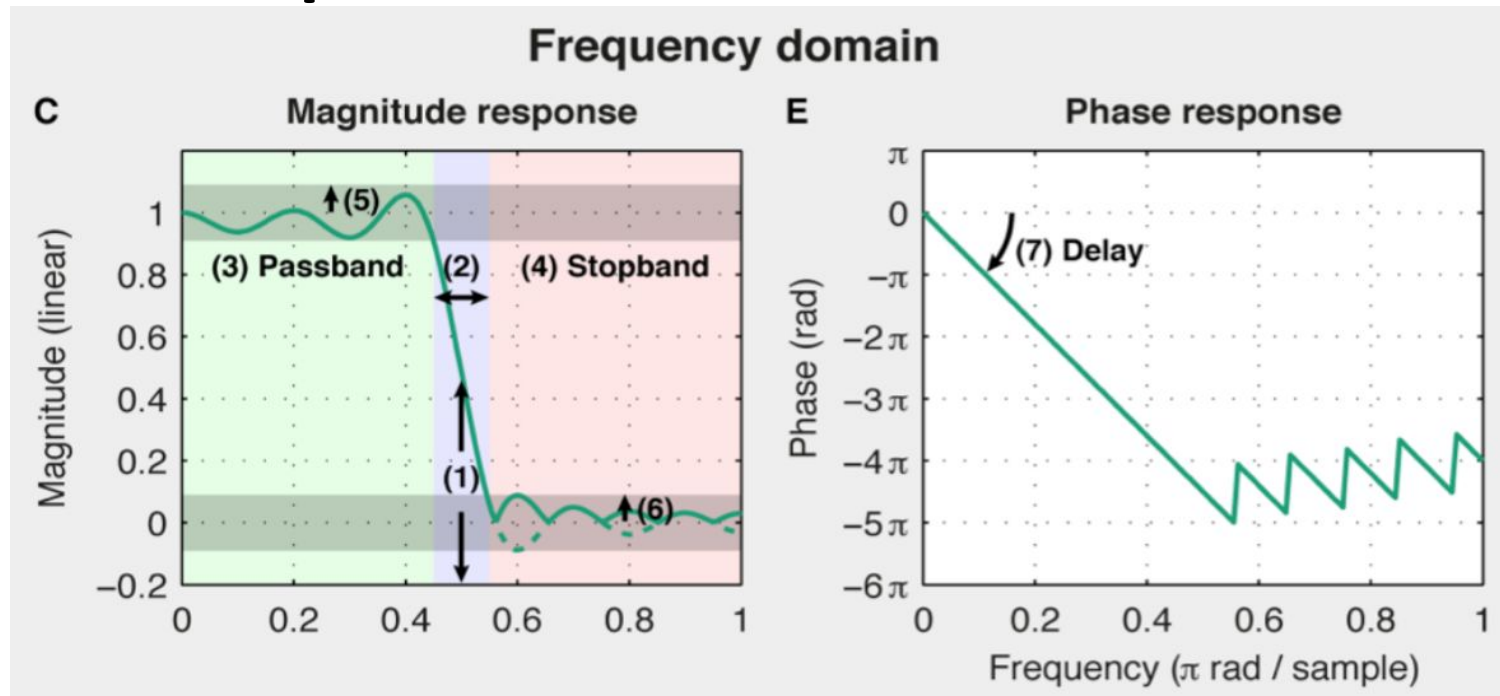 Frequency domain
C
Magnitude response
Magnitude (linear)
1
0.8
0.6
0.4
0.2
0
−0.2
(5)
(3) Passband
(2)
(4) Stopband
(1)
(6)
0 0.2 0.4 0.6 0.8 1
E
Phase response
Phase (rad)
π
0
−π
−2π
−3π
−4π
−5π
−6π
(7) Delay
0 0.2 0.4 0.6 0.8 1
Frequency (π rad / sample)